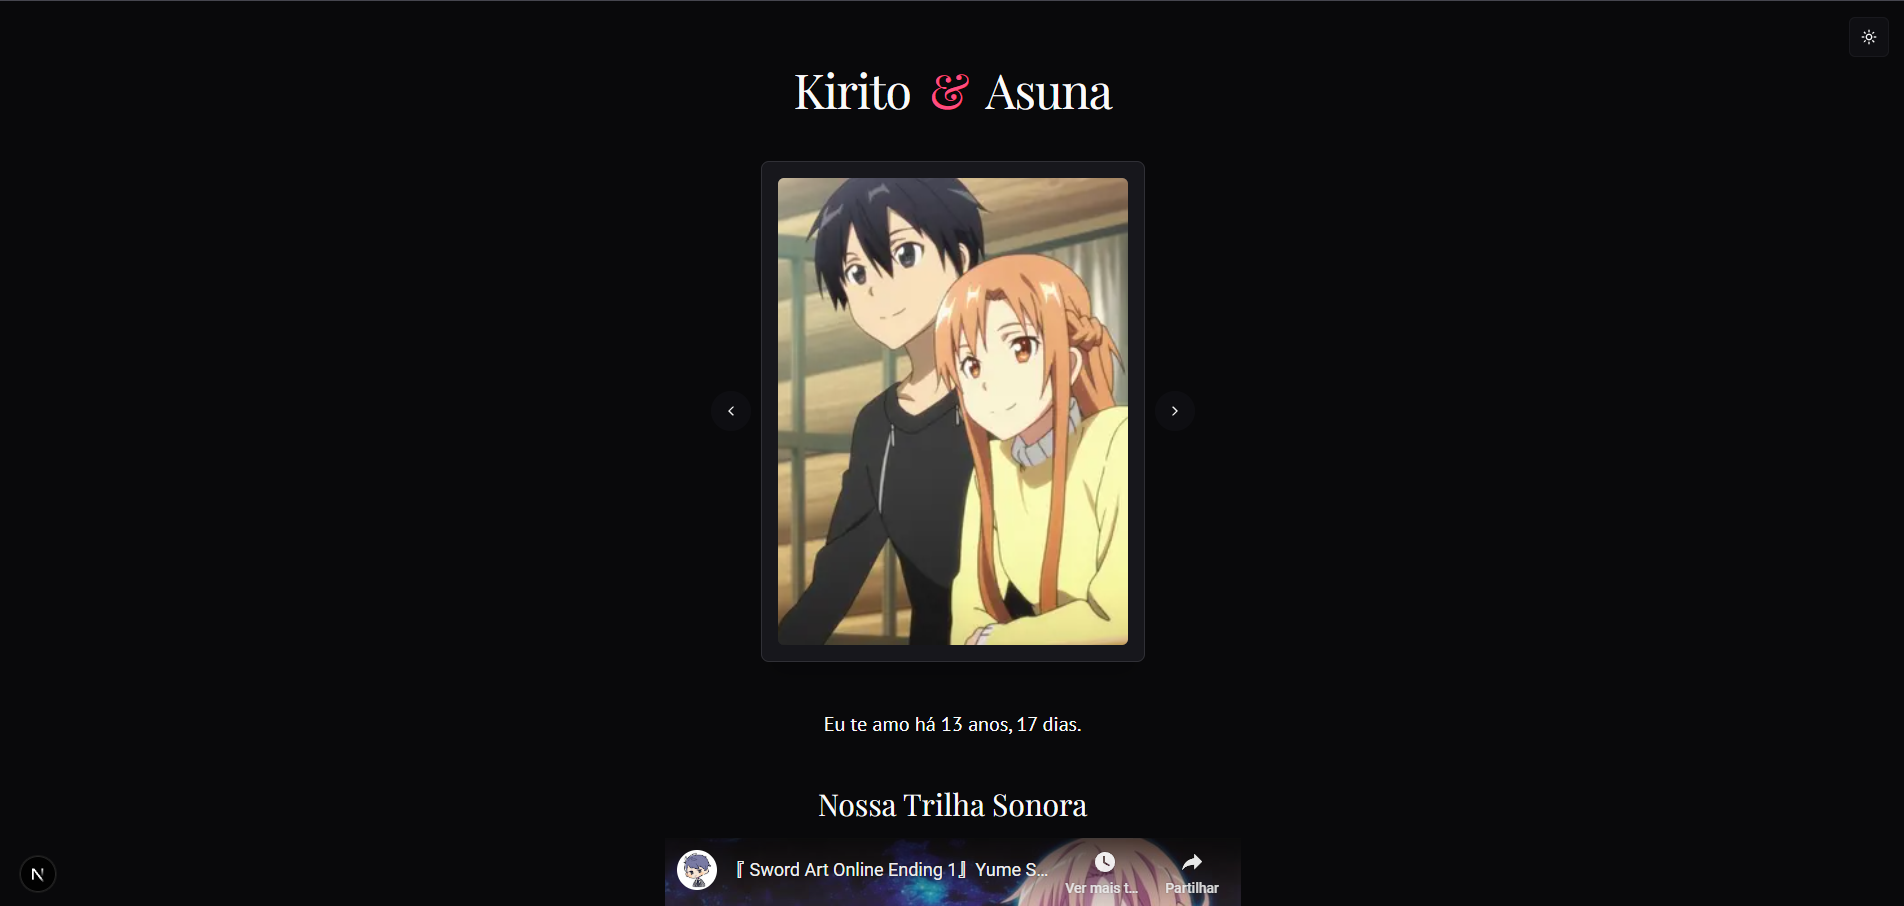 Kirito & Asuna
Eu te amo há 13 anos, 17 dias.
Nossa Trilha Sonora
『 Sword Art Online Ending 1』 Yume S...
Ver mais t...
Partilhar
N